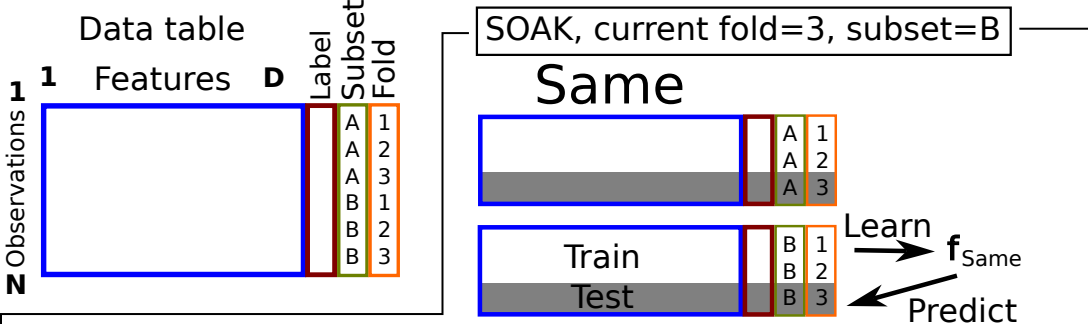 Data table
1 Features D
Label
Subset
Fold
1
Observations
N
A 1
A 2
A 3
B 1
B 2
B 3
SOAK, current fold=3, subset=B
Same
A 1
A 2
A 3
Train
Test
B 1
B 2
B 3
Learn
f Same
Predict